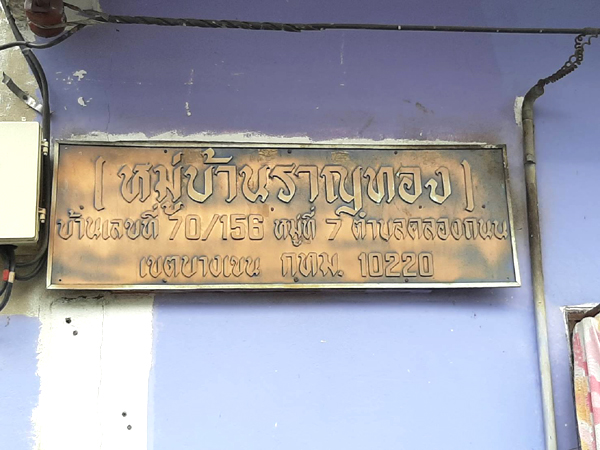 (หมู่บ้านราญทอง)
บ้านเลขที่ 70/156 หมู่ที่ 7 ตำบลคลองถนน
เขตบางเขน กทม. 10220